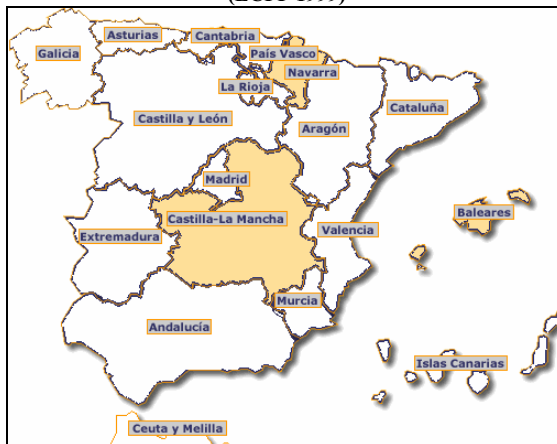 Asturias
Cantabria
Galicia
País Vasco
Navarra
La Rioja
Cataluña
Castilla y León
Aragón
Madrid
Castilla-La Mancha
Baleares
Extremadura
Valencia
Murcia
Andalucía
Islas Canarias
Ceuta y Melilla